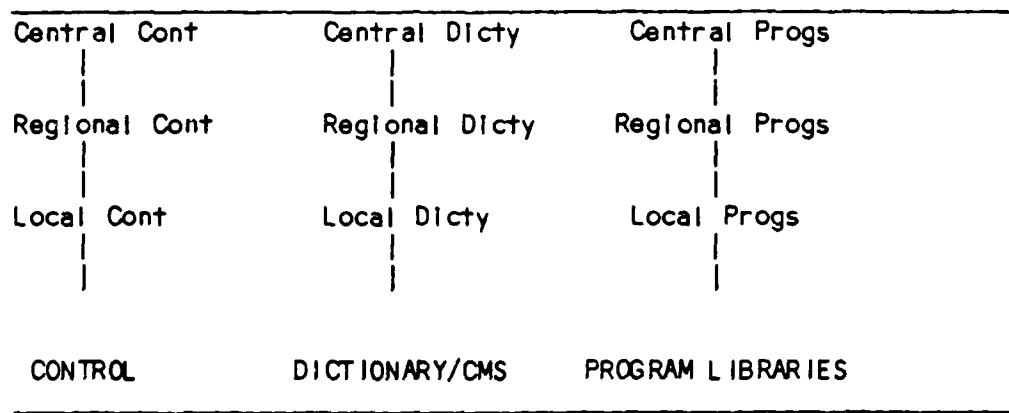 Central Cont Central Dicty Central Progs
Regional Cont Regional Dicty Regional Progs
Local Cont Local Dicty Local Progs
CONTROL DICTIONARY/CMS PROGRAM LIBRARIES